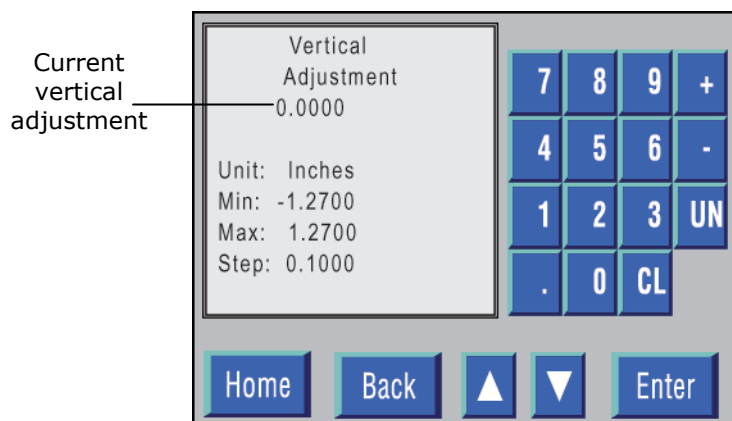 Current
vertical
adjustment
Vertical
Adjustment
0.0000
Unit: Inches
Min: -1.2700
Max: 1.2700
Step: 0.1000
7 8 9 +
4 5 6 -
1 2 3 UN
. 0 CL
Home Back Enter